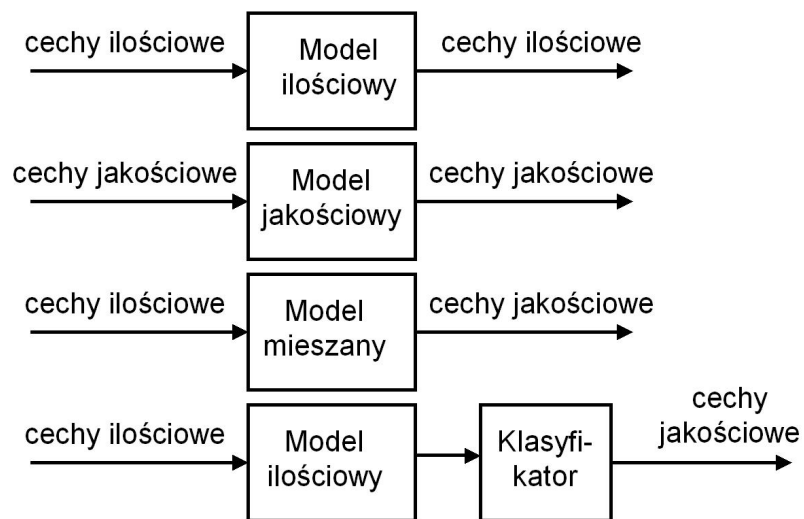 cechy ilościowe
Model
ilościowy
cechy ilościowe
cechy jakościowe
Model
jakościowy
cechy jakościowe
cechy ilościowe
Model
mieszany
cechy jakościowe
cechy ilościowe
Model
ilościowy
Klasyfi-
kator
cechy
jakościowe